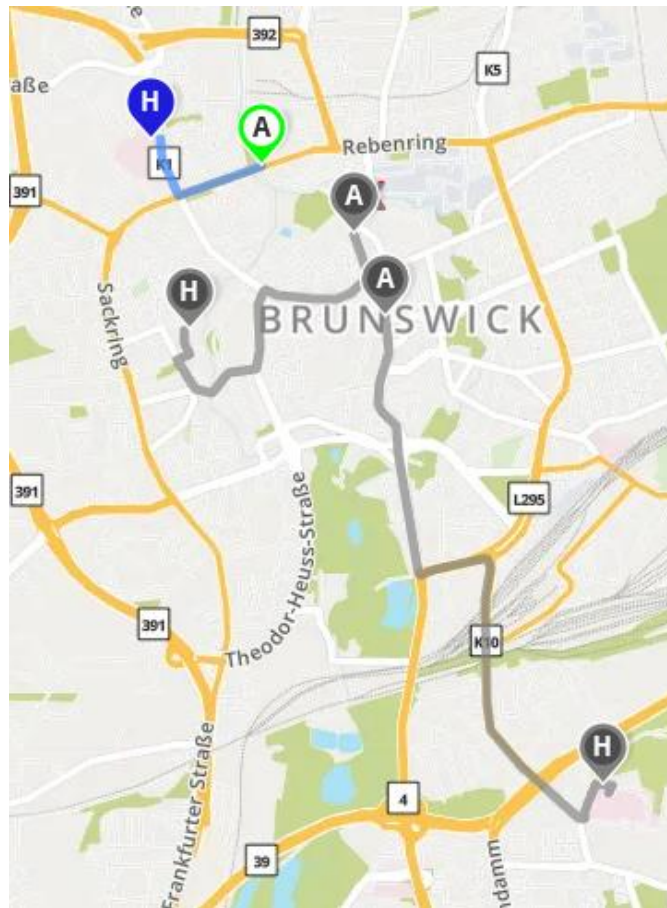 392
K5
aße
H
A
Rebenring
K1
391
A
H
A
Sackring
BRUNSWICK
391
L295
Theodor-Heuss-Straße
391
K10
H
4
Frankfurter Straße
39
ndamm